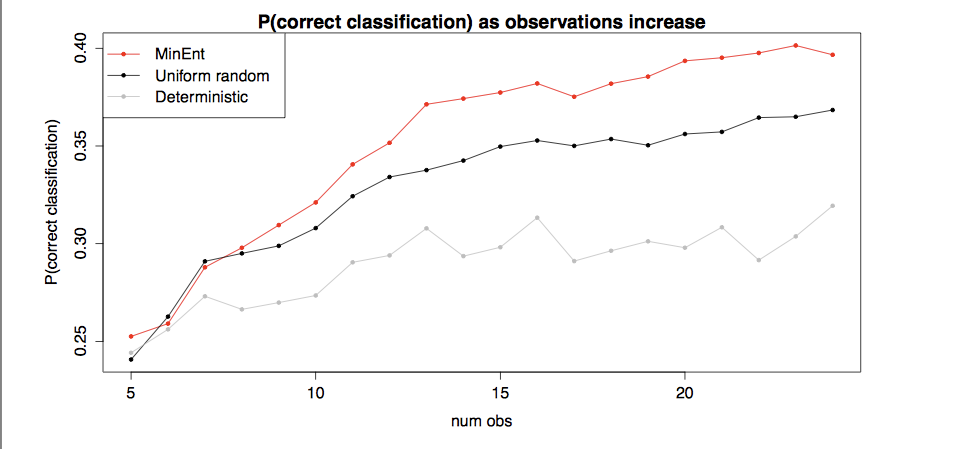 P(correct classification) as observations increase
MinEnt
Uniform random
Deterministic
P(correct classification)
0.40
0.35
0.30
0.25
5 10 15 20
num obs